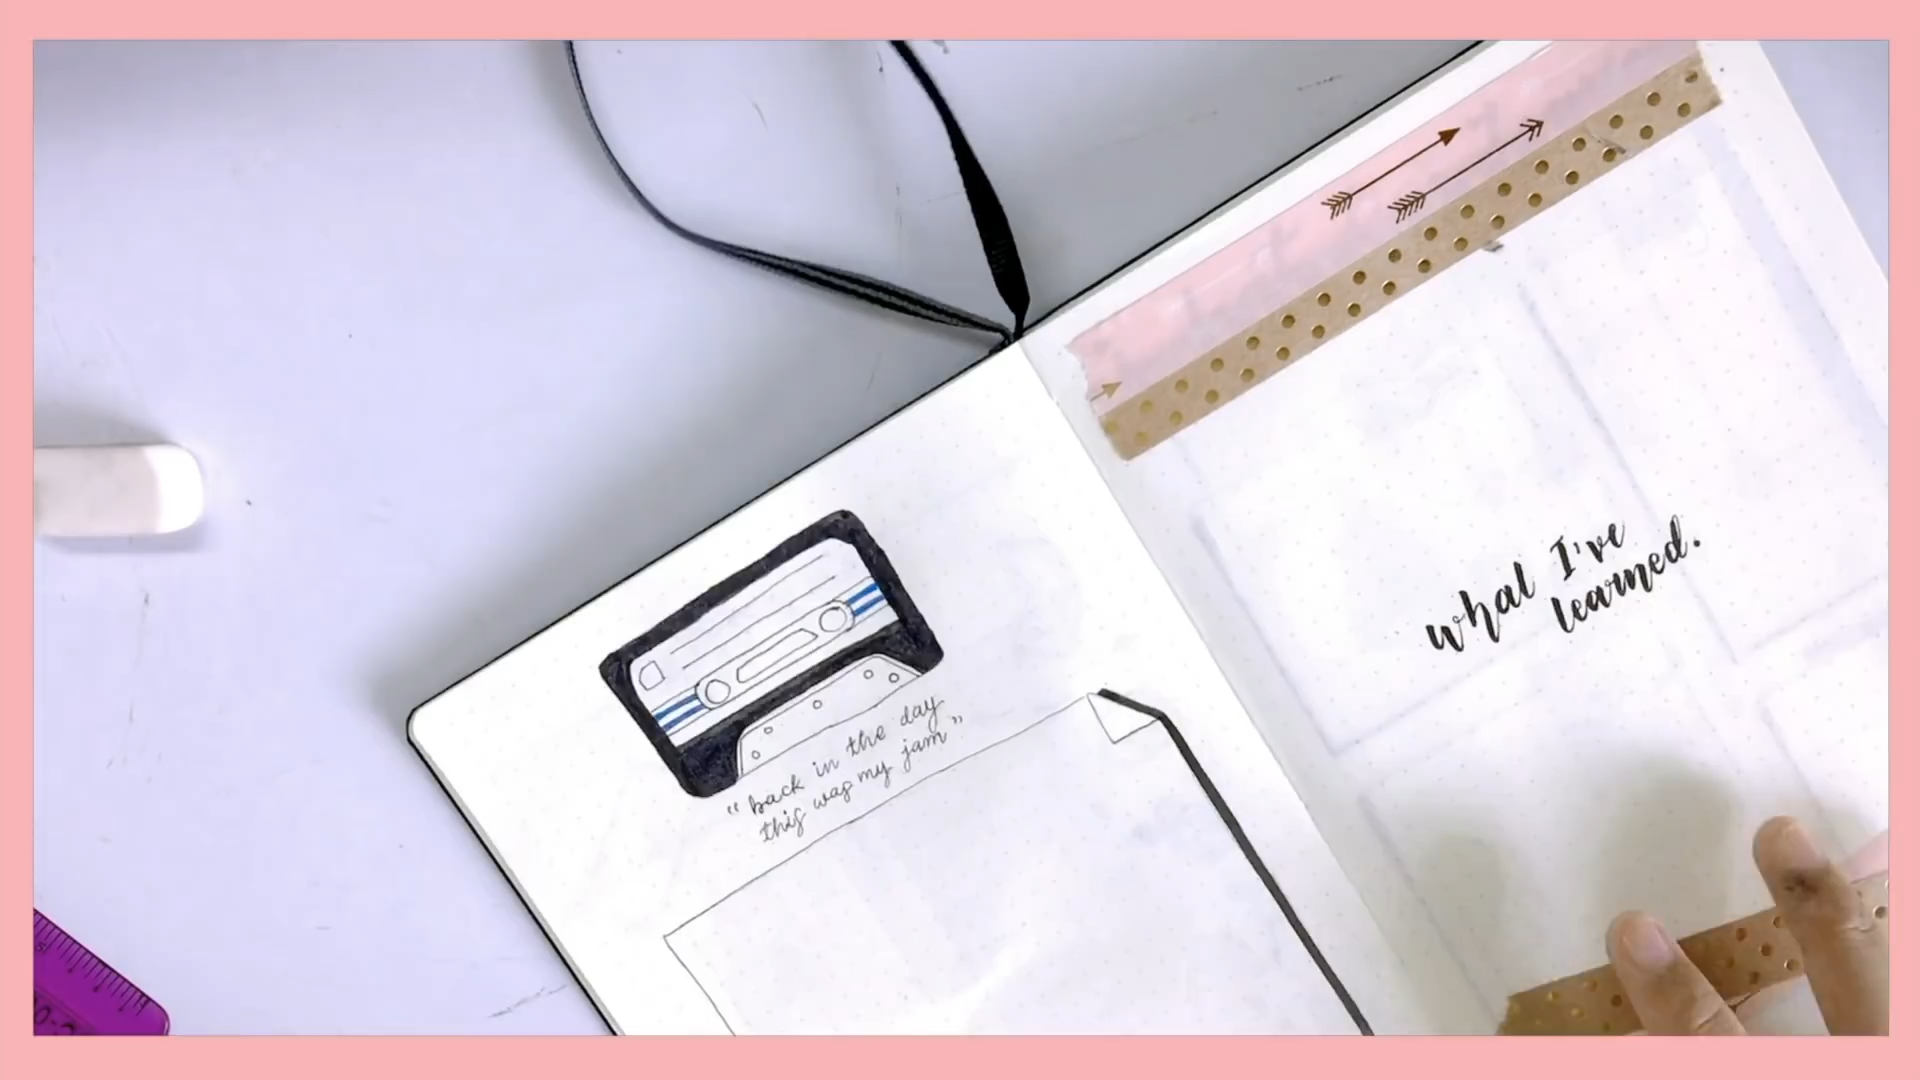 “back in the day
this was my jam”
what I've
learned.